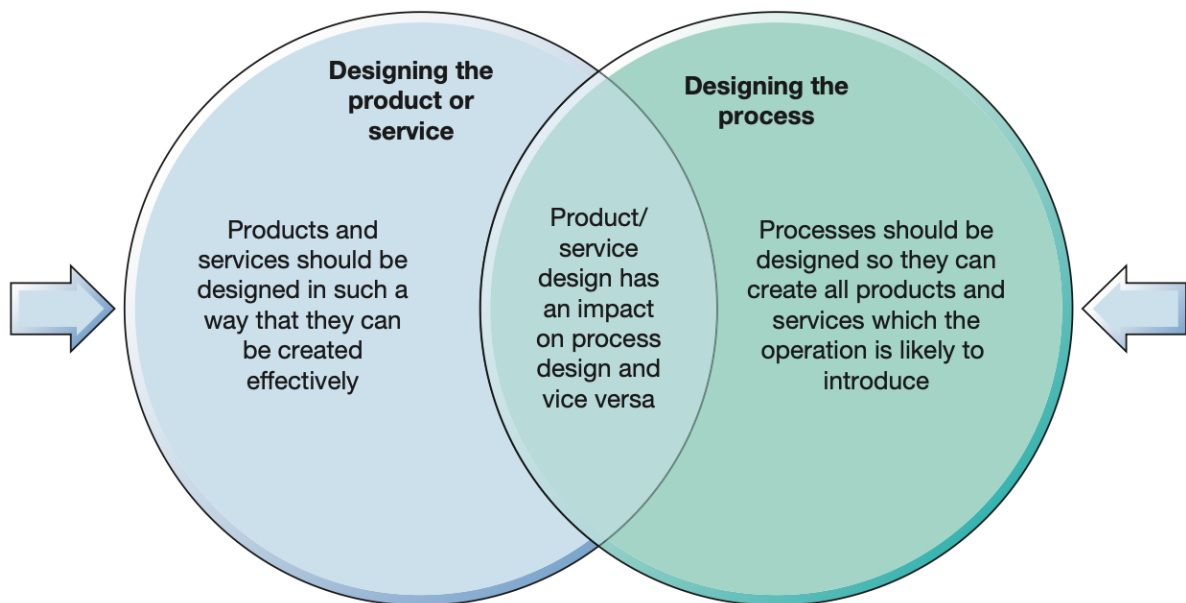 Designing the
product or
service
Products and
services should be
designed in such a
way that they can
be created
effectively
Product/
service
design has
an impact
on process
design and
vice versa
Designing the
process
Processes should be
designed so they can
create all products and
services which the
operation is likely to
introduce